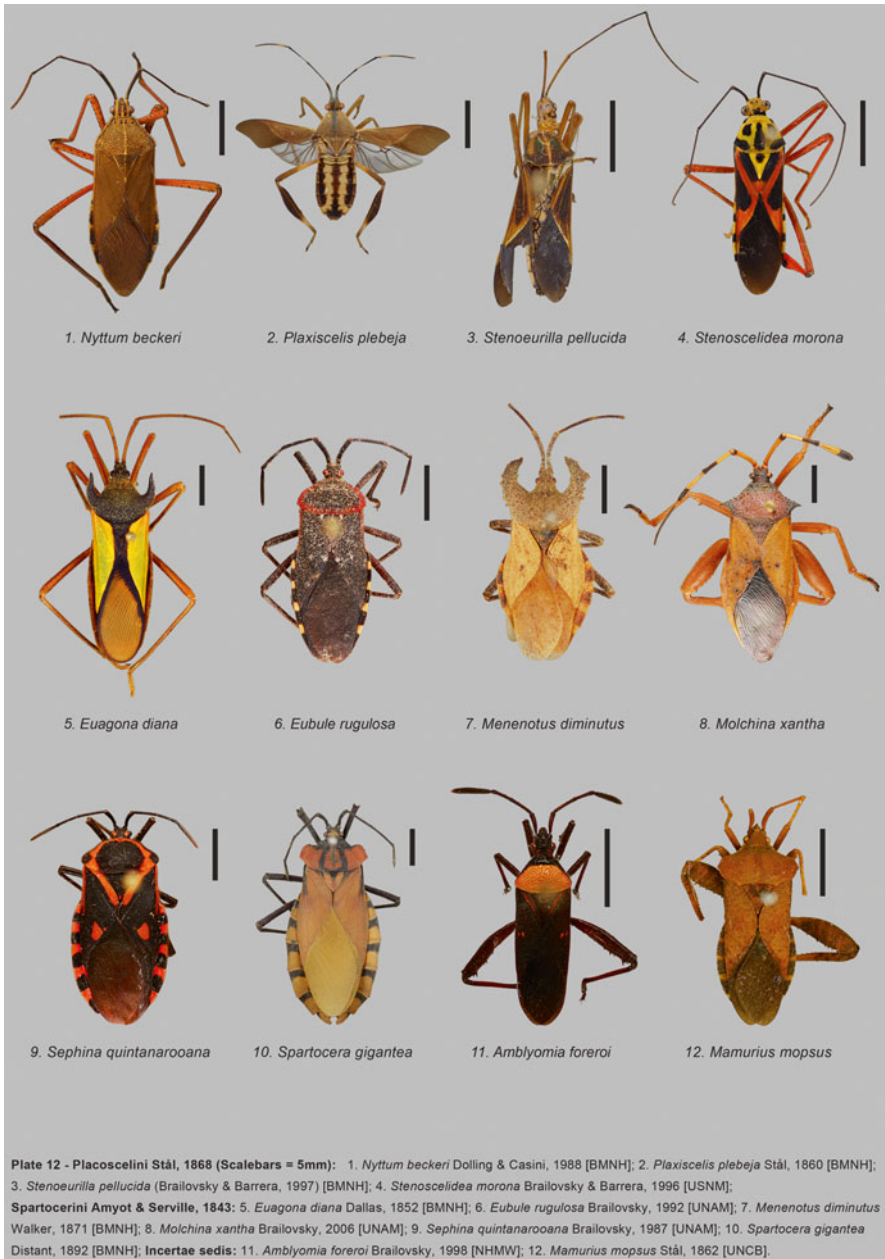 1. Nyttum beckeri
2. Plaxiscelis plebeja
3. Stenoeurilla pellucida
4. Stenoscelidea morona
5. Euagona diana
6. Eubule rugulosa
7. Menenotus diminutus
8. Molchina xantha
9. Sephina quintanarooana
10. Spartocera gigantea
11. Amblyomia foreroi
12. Mamurius mopsus
Plate 12 - Placoscelini Stål, 1868 (Scalebars = 5mm): 1. Nyttum beckeri Dolling & Casini, 1988 [BMNH]; 2. Plaxiscelis plebeja Stål, 1860 [BMNH];
3. Stenoeurilla pellucida (Brailovsky & Barrera, 1997) [BMNH]; 4. Stenoscelidea morona Brailovsky & Barrera, 1996 [USNM];
Spartocerini Amyot & Serville, 1843: 5. Euagona diana Dallas, 1852 [BMNH]; 6. Eubule rugulosa Brailovsky, 1992 [UNAM]; 7. Menenotus diminutus
Walker, 1871 [BMNH]; 8. Molchina xantha Brailovsky, 2006 [UNAM]; 9. Sephina quintanarooana Brailovsky, 1987 [UNAM]; 10. Spartocera gigantea
Distant, 1892 [BMNH]; Incertae sedis: 11. Amblyomia foreroi Brailovsky, 1998 [NHMW]; 12. Mamurius mopsus Stål, 1862 [UNCB].